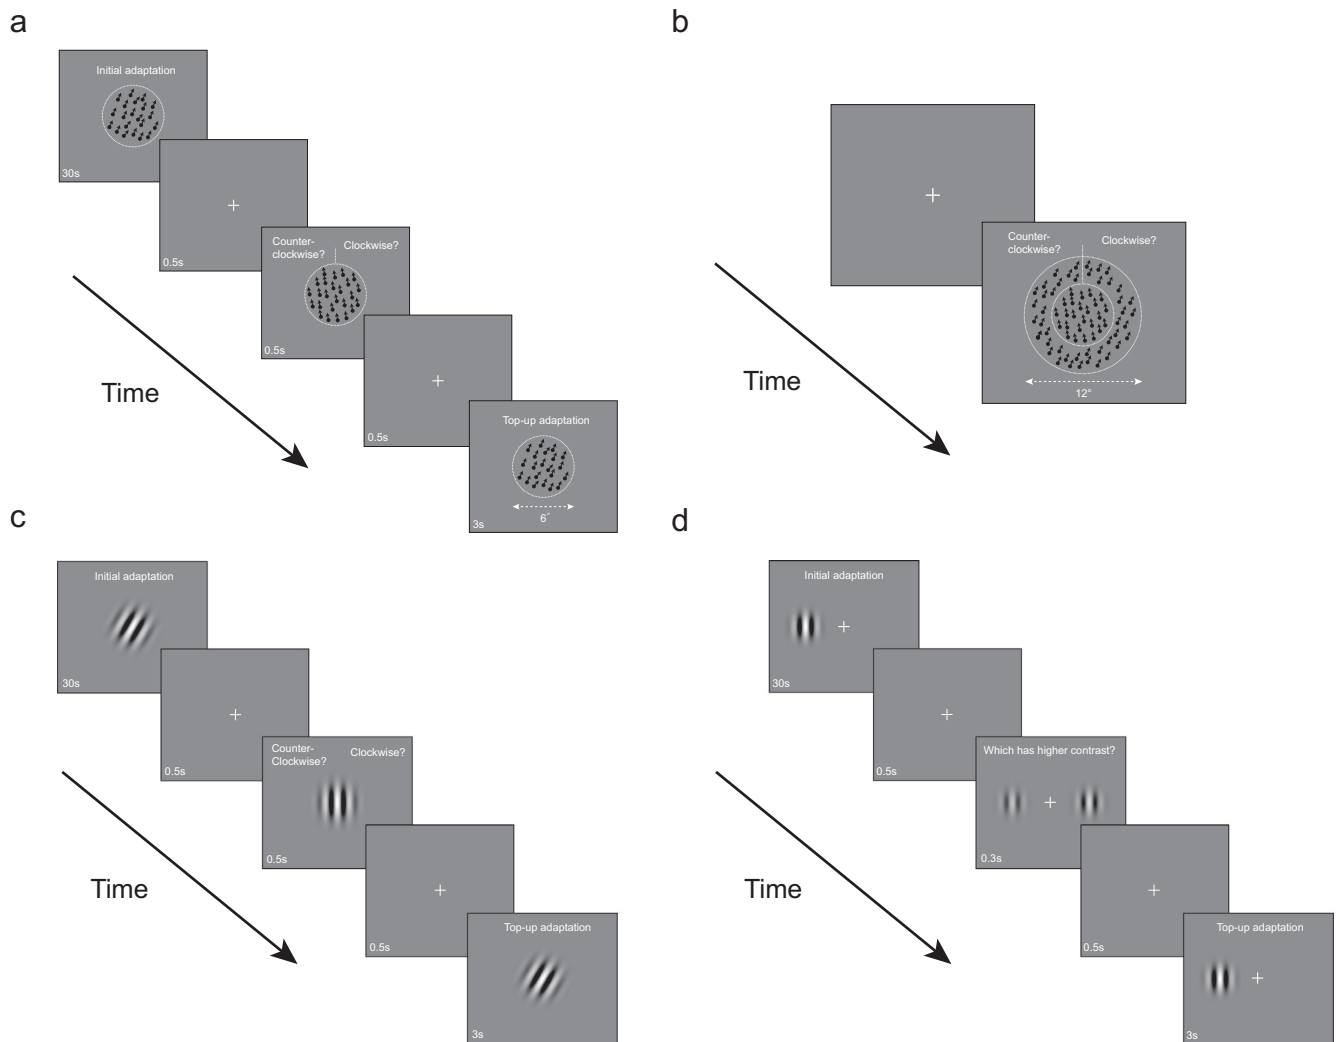 a
Initial adaptation
30s
0.5s
Counter-
clockwise?
Clockwise?
0.5s
0.5s
Top-up adaptation
6°
3s
Time
b
Counter-
clockwise?
Clockwise?
12°
Time
c
Initial adaptation
30s
0.5s
Counter-
Clockwise?
Clockwise?
0.5s
0.5s
Top-up adaptation
3s
Time
d
Initial adaptation
30s
0.5s
Which has higher contrast?
0.3s
0.5s
Top-up adaptation
3s
Time